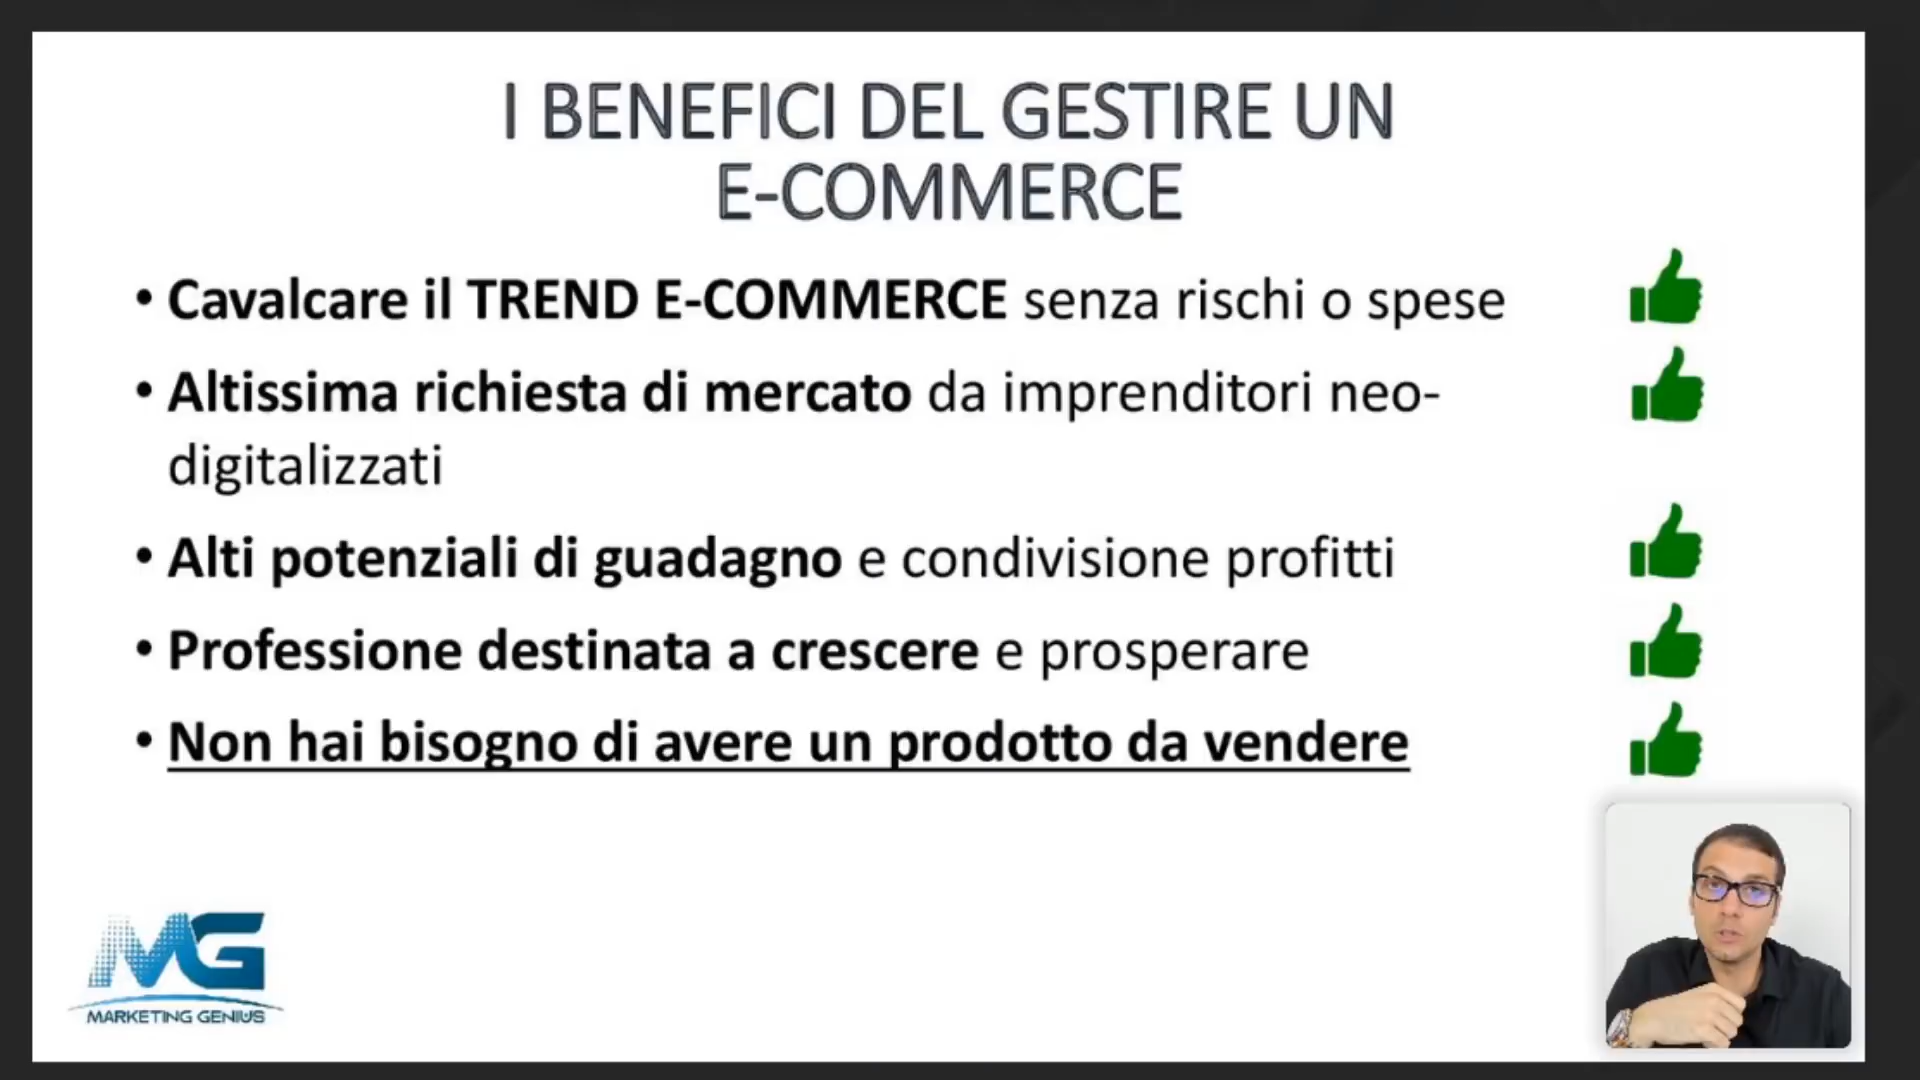 I BENEFICI DEL GESTIRE UN
E-COMMERCE
• Cavalcare il TREND E-COMMERCE senza rischi o spese
• Altissima richiesta di mercato da imprenditori neo-
digitalizzati
• Alti potenziali di guadagno e condivisione profitti
• Professione destinata a crescere e prosperare
• Non hai bisogno di avere un prodotto da vendere
MG
MARKETING GENIUS